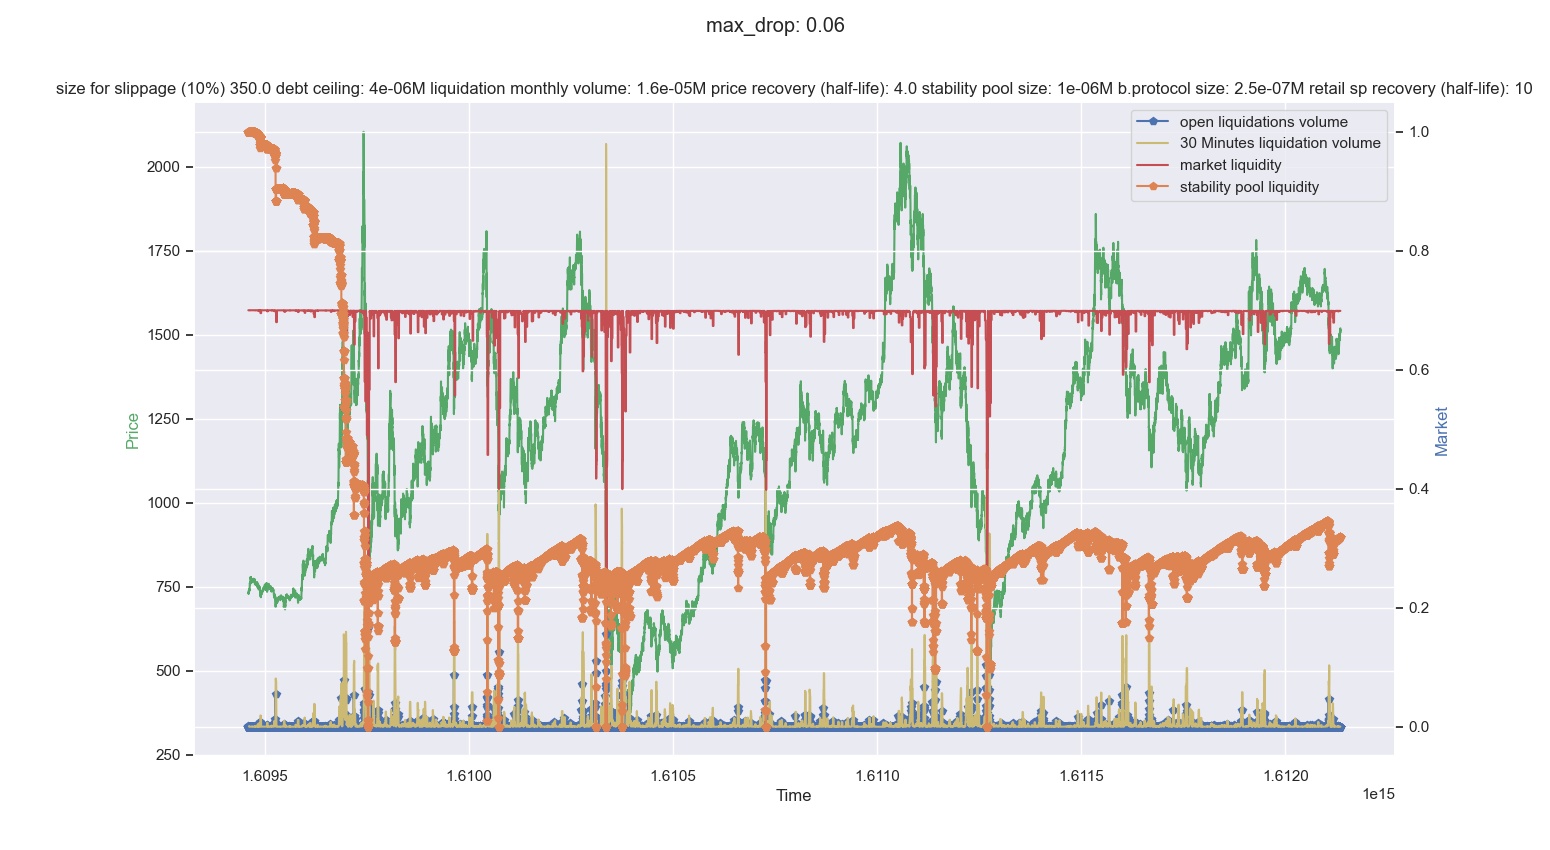 max_drop: 0.06
size for slippage (10%) 350.0 debt ceiling: 4e-06M liquidation monthly volume: 1.6e-05M price recovery (half-life): 4.0 stability pool size: 1e-06M b.protocol size: 2.5e-07M retail sp recovery (half-life): 10
open liquidations volume
30 Minutes liquidation volume
market liquidity
stability pool liquidity
2000
1750
1500
1250
1000
750
500
250
Price
1.0
0.8
0.6
0.4
0.2
0.0
Market
1.6095 1.6100 1.6105 1.6110 1.6115 1.6120
1e15
Time